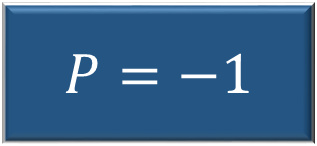 P = −1